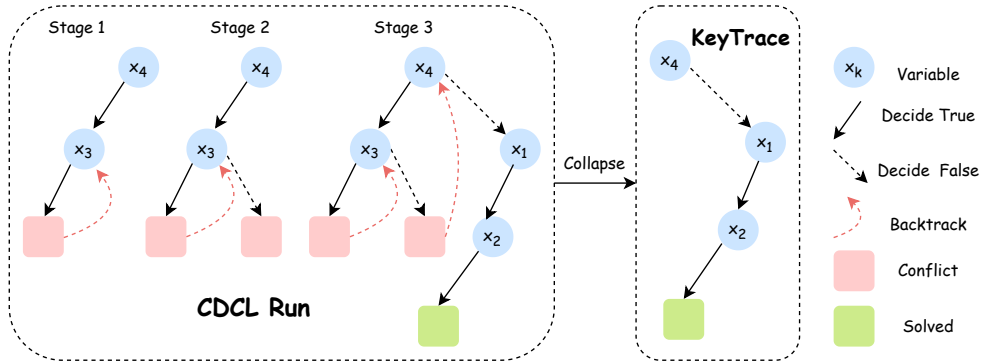 Stage 1
Stage 2
Stage 3
KeyTrace
x4
x4
x4
x4
xk
Variable
Decide True
x3
x3
x3
x1
Collapse
x1
Decide False
x2
x2
Backtrack
Conflict
CDCL Run
Solved